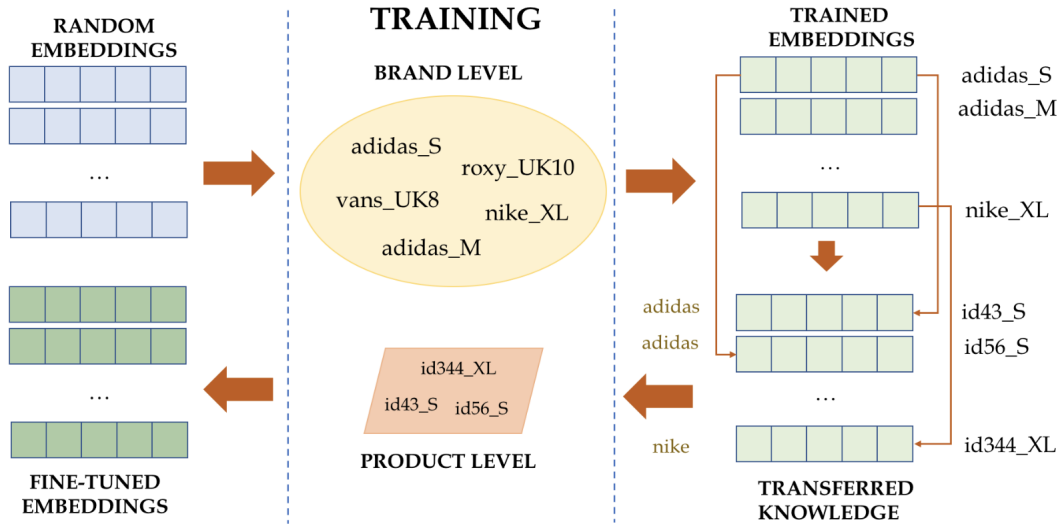 RANDOM
EMBEDDINGS
...
TRAINING
BRAND LEVEL
adidas_S
roxy_UK10
vans_UK8
nike_XL
adidas_M
TRAINED
EMBEDDINGS
adidas_S
adidas_M
...
nike_XL
adidas
id43_S
adidas
id56_S
...
nike
id344_XL
TRANSFERRED
KNOWLEDGE
id344_XL
id43_S
id56_S
PRODUCT LEVEL
...
FINE-TUNED
EMBEDDINGS